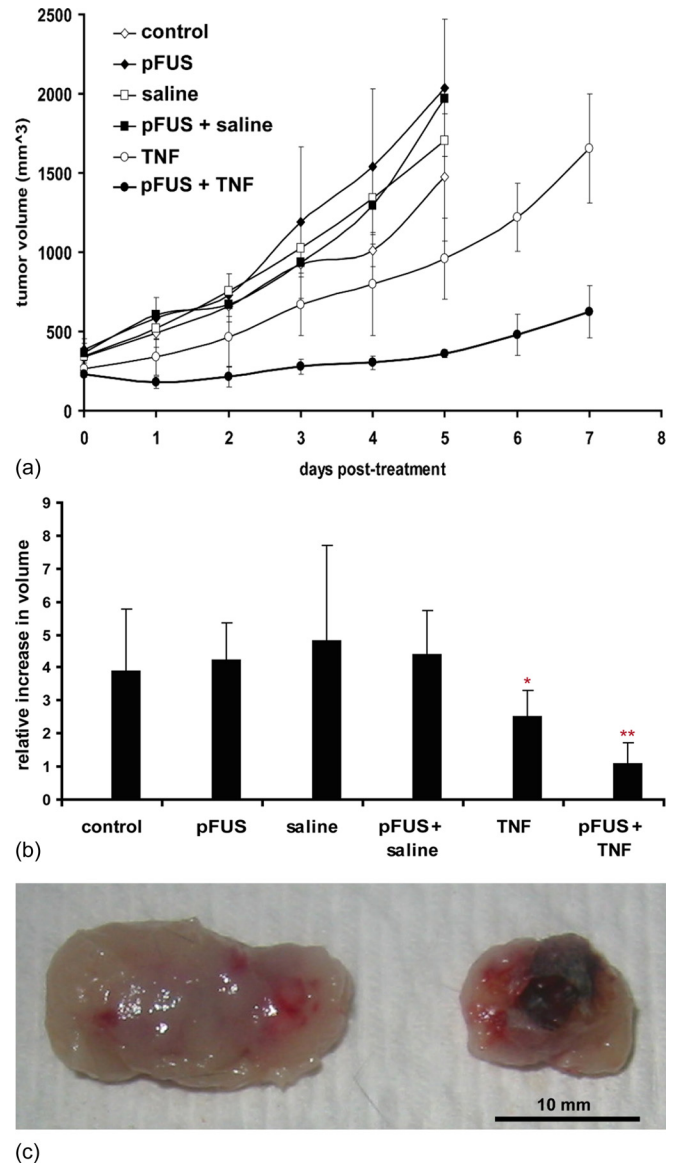 2500
2000
1500
1000
500
0
tumor volume (mm^3)
control
pFUS
saline
pFUS + saline
TNF
pFUS + TNF
0 1 2 3 4 5 6 7 8
days post-treatment
(a)
9
8
7
6
5
4
3
2
1
0
relative increase in volume
*
**
control pFUS saline pFUS + TNF pFUS +
saline TNF
(b)
10 mm
(c)